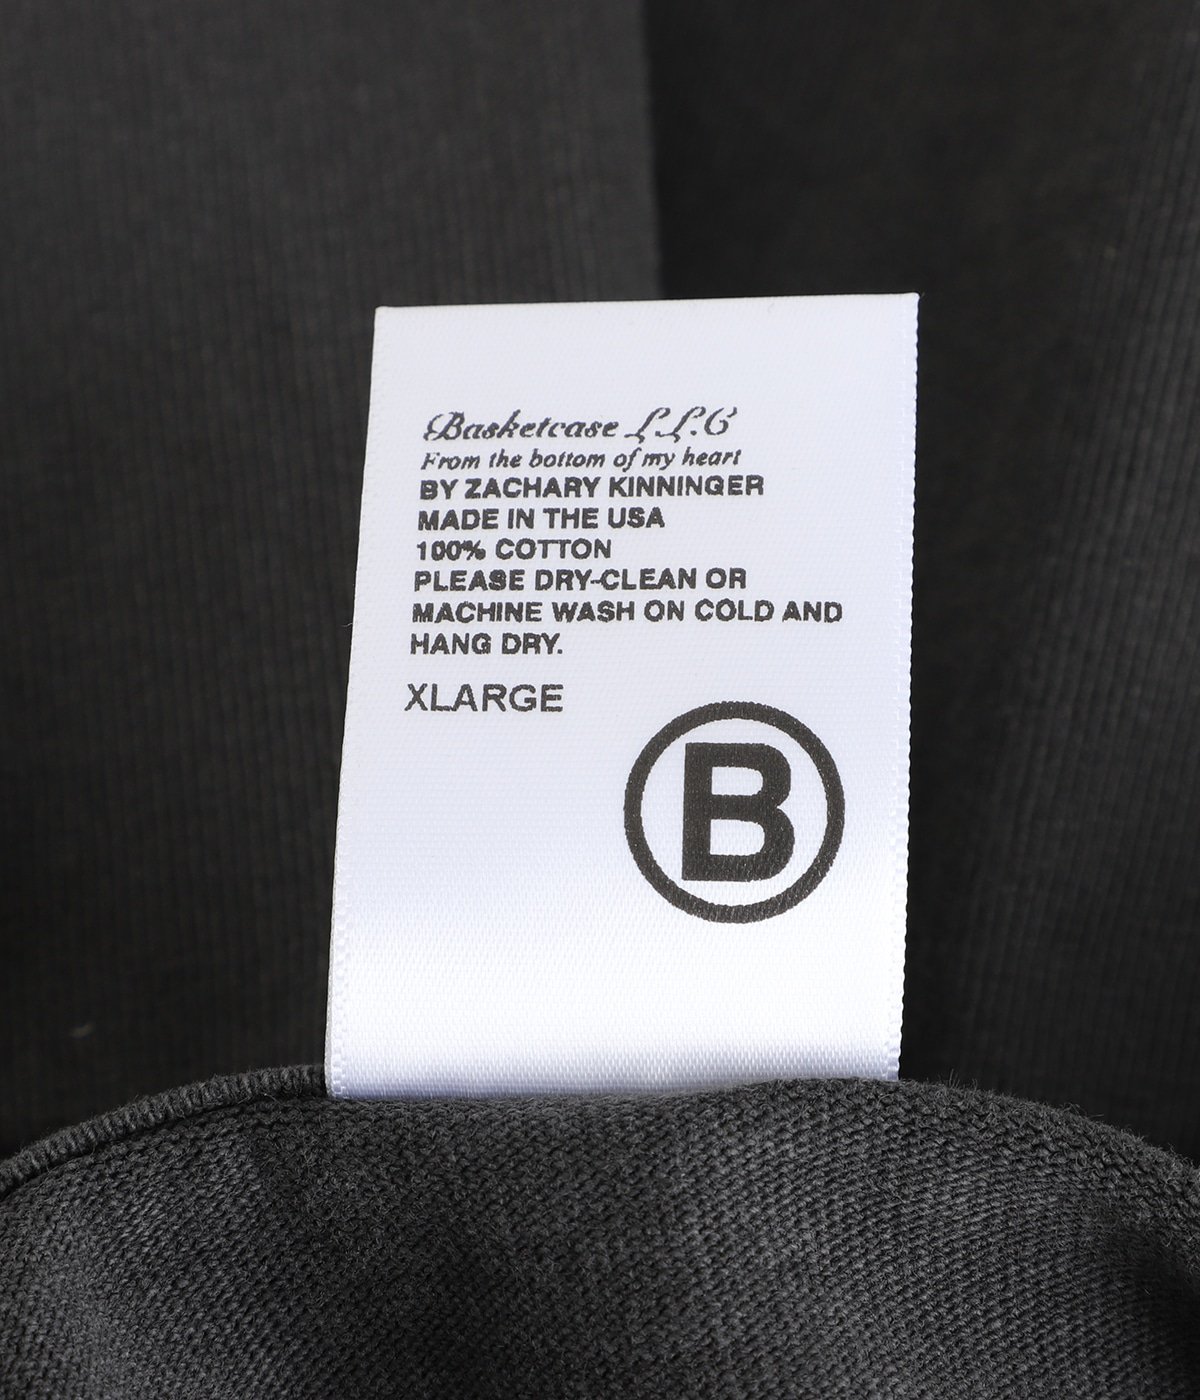 Basketcase L.L.C
From the bottom of my heart
BY ZACHARY KINNINGER
MADE IN THE USA
100% COTTON
PLEASE DRY-CLEAN OR
MACHINE WASH ON COLD AND
HANG DRY.
XLARGE
B